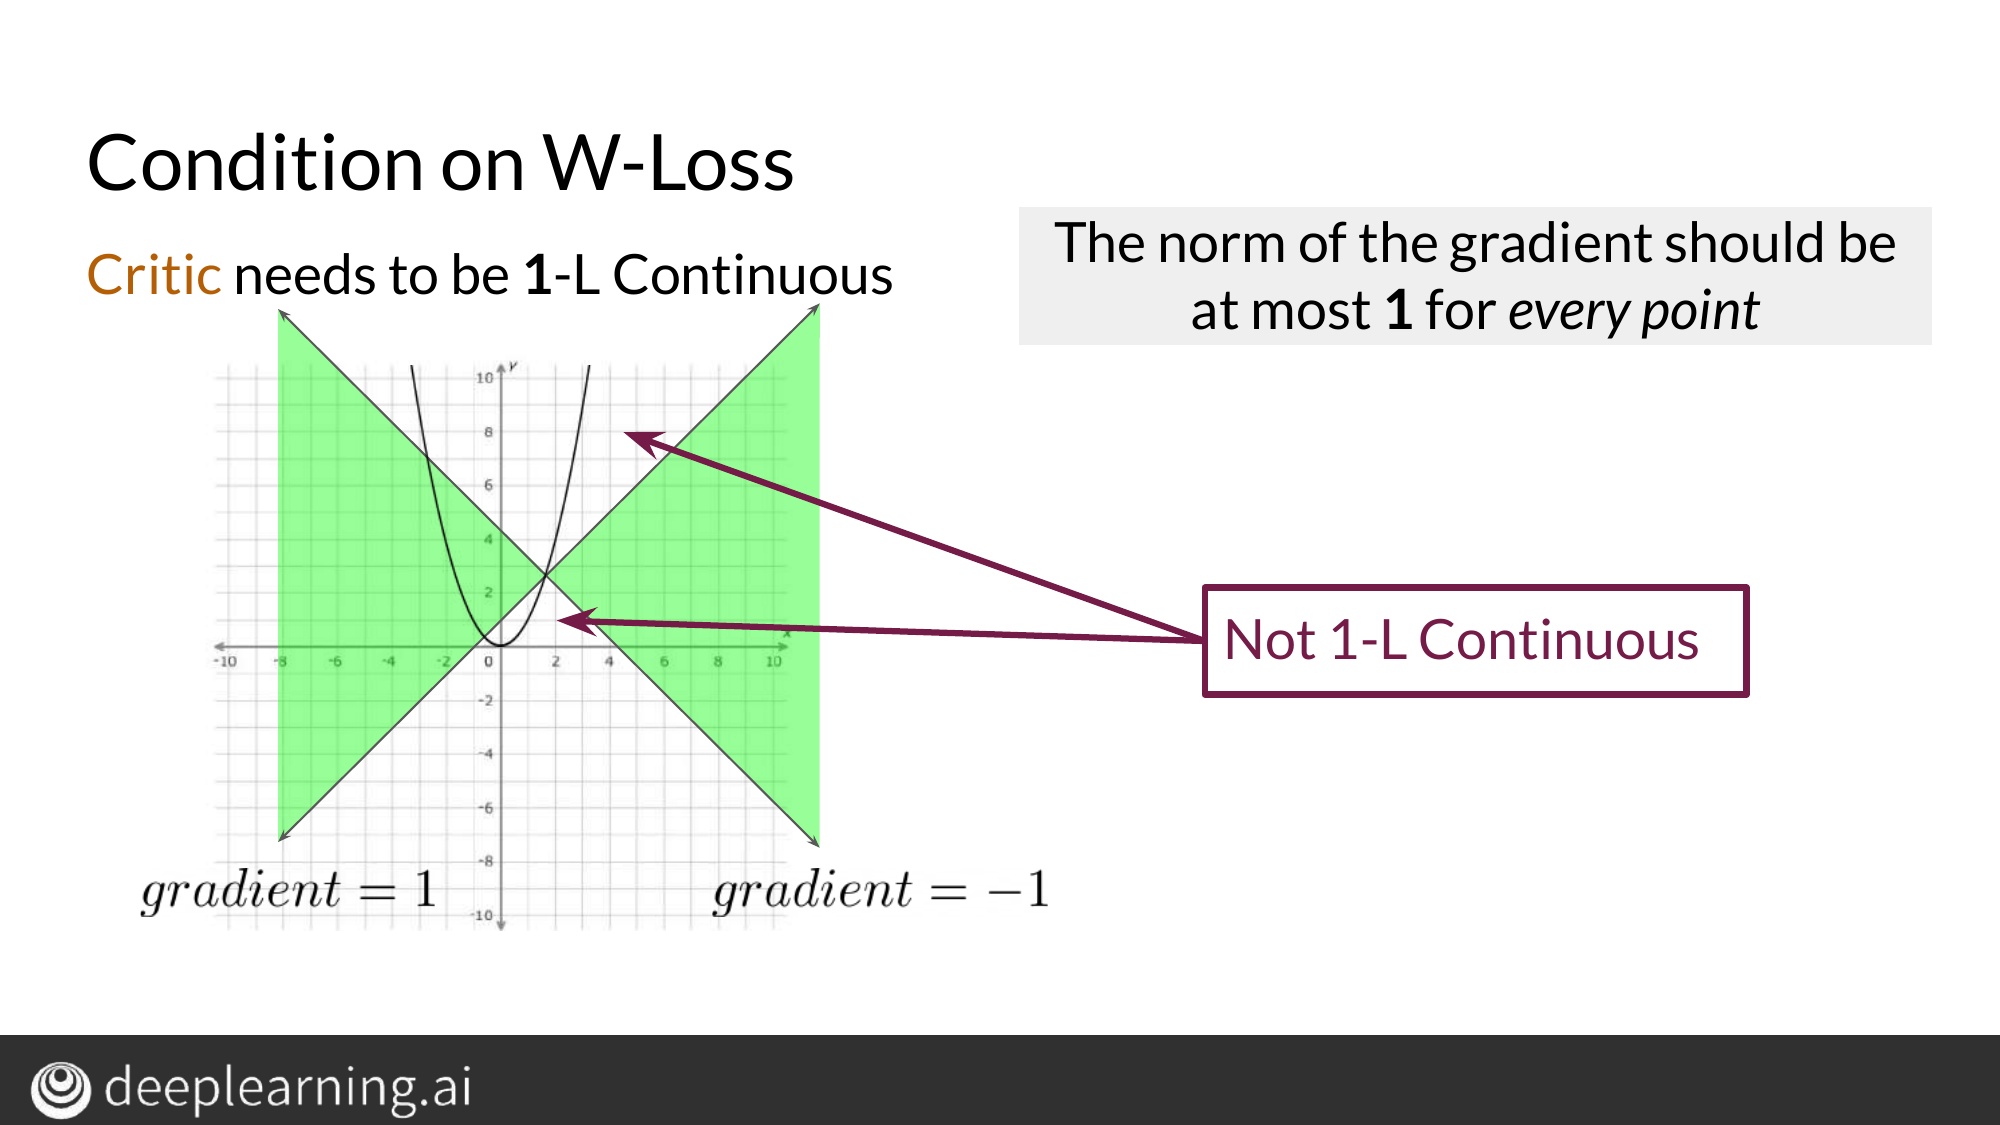 Condition on W-Loss
Critic needs to be 1-L Continuous
The norm of the gradient should be
at most 1 for every point
y
10
8
6
4
2
x
-10 -8 -6 -4 -2 0 2 4 6 8 10
-2
-4
-6
-8
-10
Not 1-L Continuous
gradient = 1
gradient = −1
deeplearning.ai